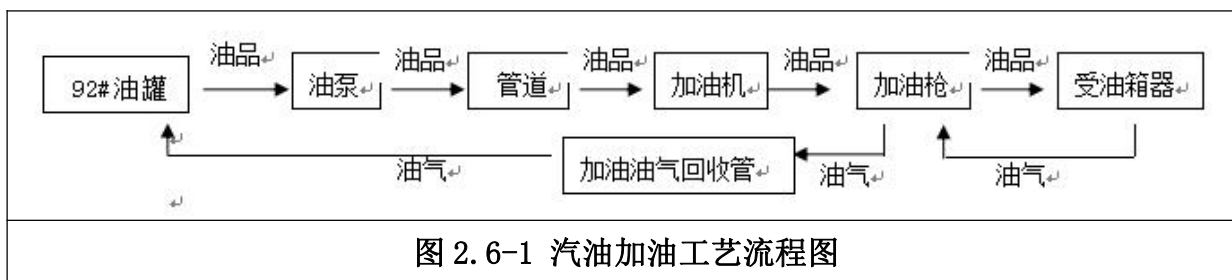 油品 油品 油品 油品 油品
92#油罐 油泵 管道 加油机 加油枪 受油箱器
油气 加油油气回收管 油气 油气
图 2.6-1 汽油加油工艺流程图